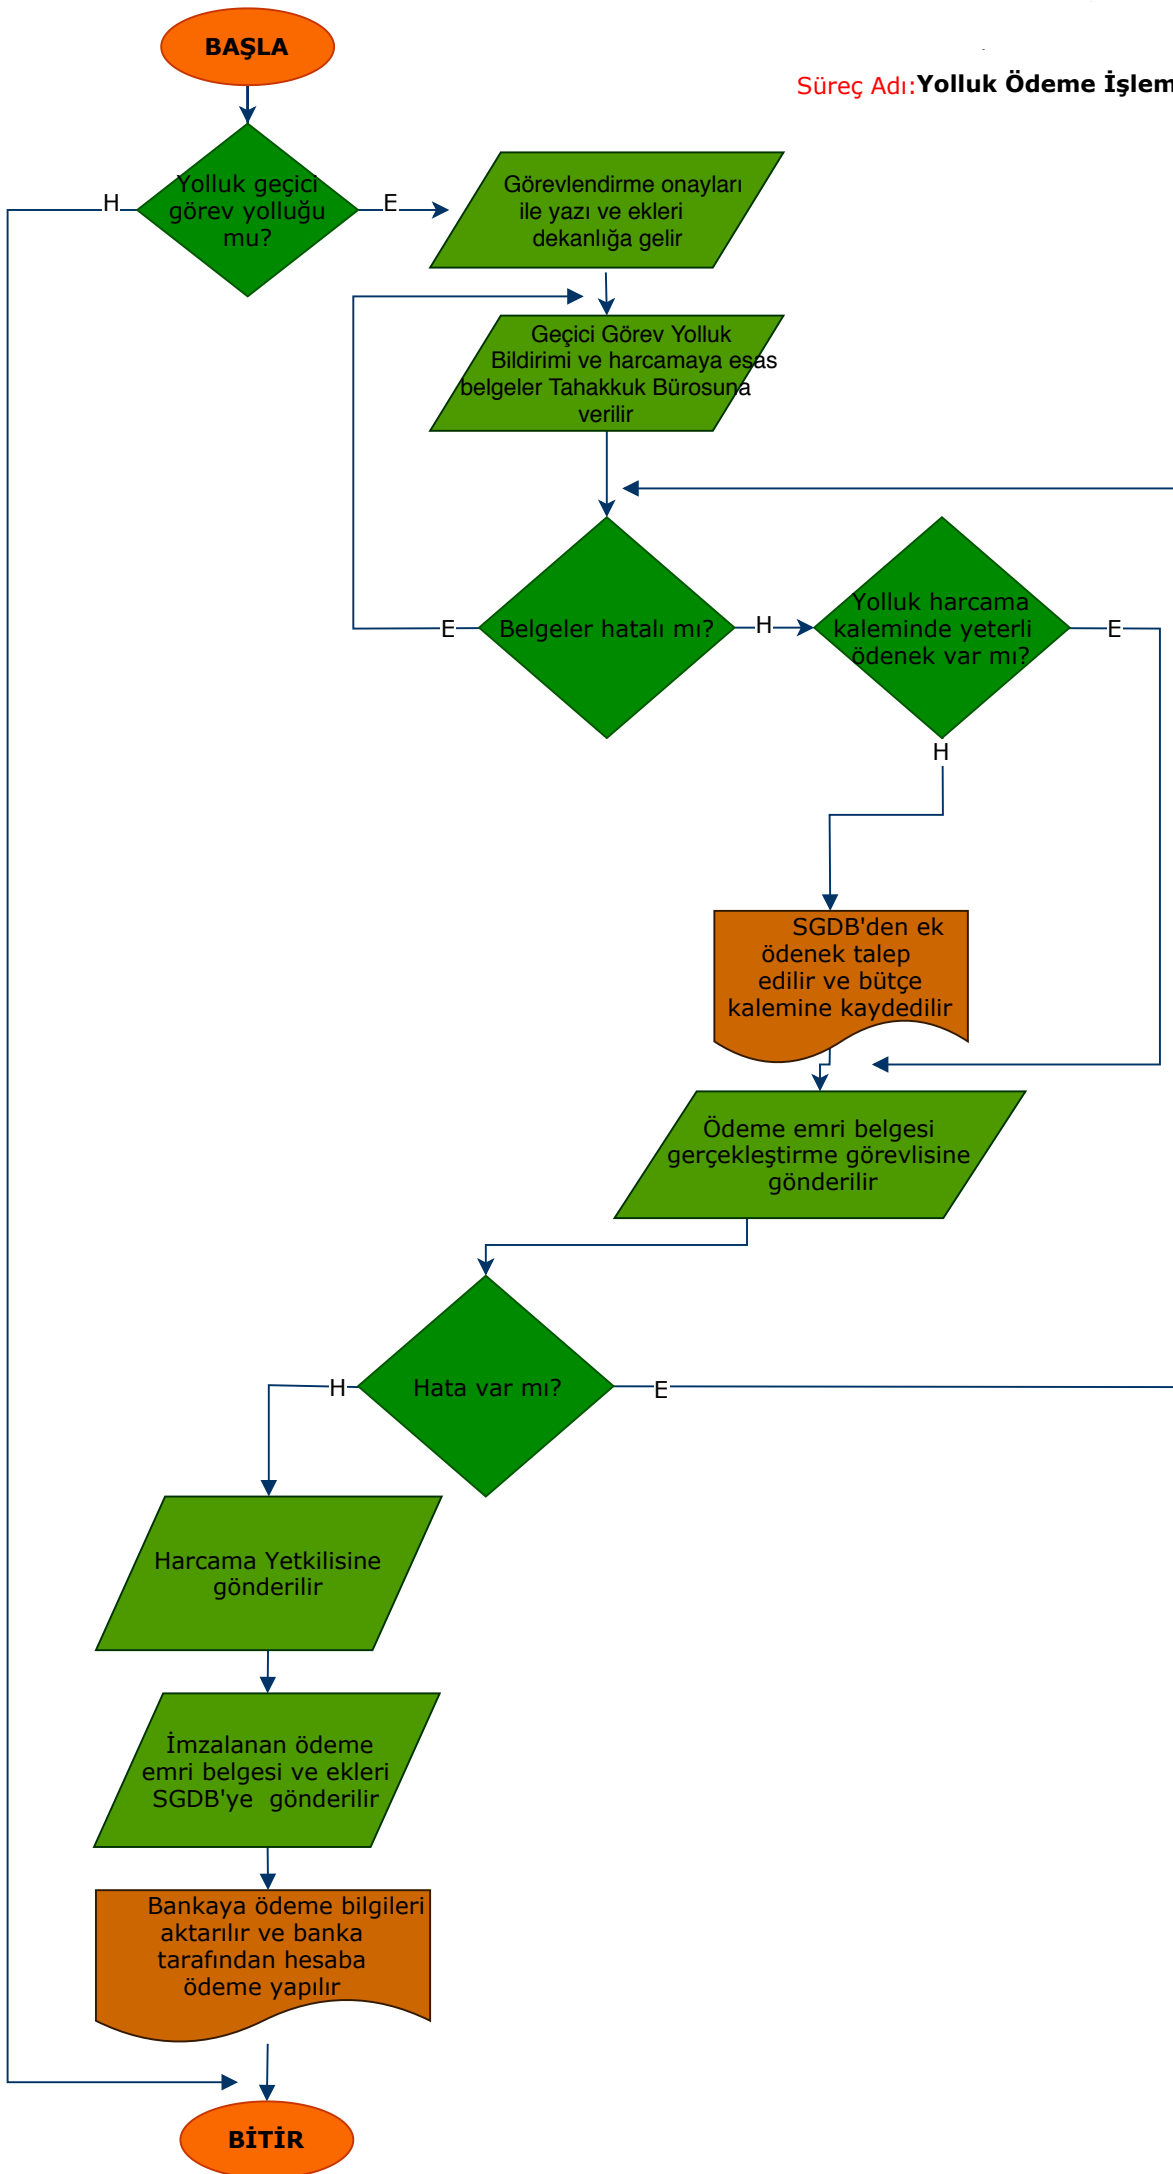 BAŞLA
Süreç Adı:Yolluk Ödeme İşlem
Yolluk geçici
görev yolluğu
mu?
H
E
Görevlendirme onayları
ile yazı ve ekleri
dekanlığa gelir
Geçici Görev Yolluk
Bildirimi ve harcamaya esas
belgeler Tahakkuk Bürosuna
verilir
Belgeler hatalı mı?
E
H
Yolluk harcama
kaleminde yeterli
ödenek var mı?
E
H
SGDB'den ek
ödenek talep
edilir ve bütçe
kalemine kaydedilir
Ödeme emri belgesi
gerçekleştirme görevlisine
gönderilir
Hata var mı?
H
E
Harcama Yetkilisine
gönderilir
İmzalanan ödeme
emri belgesi ve ekleri
SGDB'ye gönderilir
Bankaya ödeme bilgileri
aktarılır ve banka
tarafından hesaba
ödeme yapılır
BİTİR